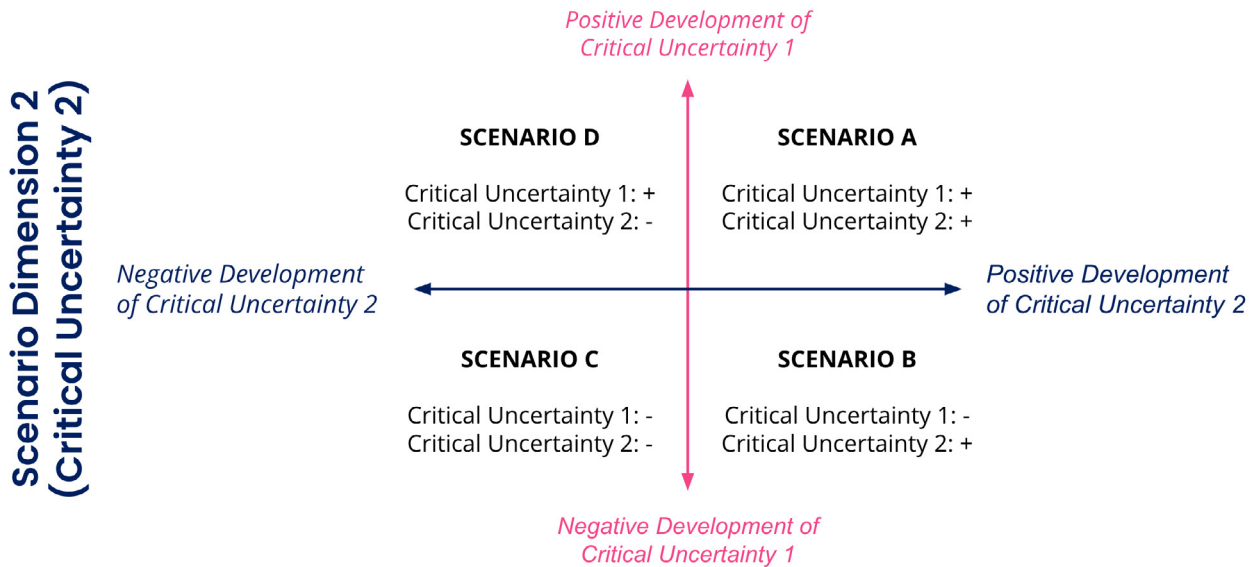 Scenario Dimension 2
(Critical Uncertainty 2)
Positive Development of
Critical Uncertainty 1
SCENARIO D
Critical Uncertainty 1: +
Critical Uncertainty 2: -
SCENARIO A
Critical Uncertainty 1: +
Critical Uncertainty 2: +
Negative Development
of Critical Uncertainty 2
Positive Development
of Critical Uncertainty 2
SCENARIO C
Critical Uncertainty 1: -
Critical Uncertainty 2: -
SCENARIO B
Critical Uncertainty 1: -
Critical Uncertainty 2: +
Negative Development of
Critical Uncertainty 1